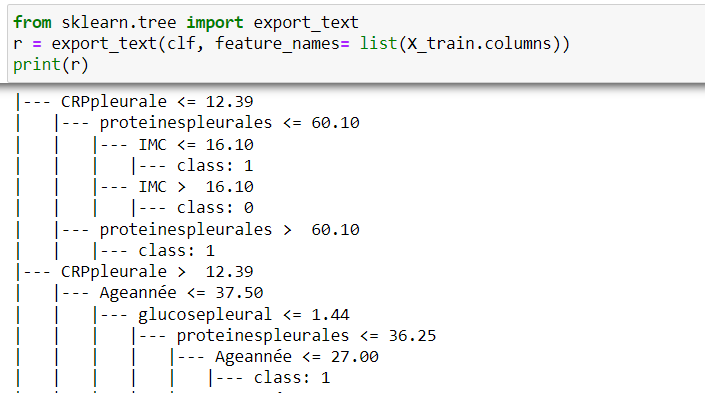 from sklearn.tree import export_text
r = export_text(clf, feature_names= list(X_train.columns))
print(r)
|--- CRPpleurale <= 12.39
|   |--- proteinespleurales <= 60.10
|   |   |--- IMC <= 16.10
|   |   |   |--- class: 1
|   |   |--- IMC >  16.10
|   |   |   |--- class: 0
|   |--- proteinespleurales >  60.10
|   |   |--- class: 1
|--- CRPpleurale >  12.39
|   |--- Ageannée <= 37.50
|   |   |--- glucosepleural <= 1.44
|   |   |   |--- proteinespleurales <= 36.25
|   |   |   |   |--- Ageannée <= 27.00
|   |   |   |   |   |--- class: 1